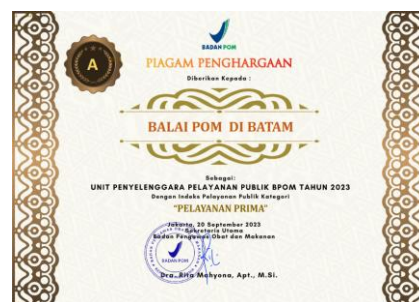 BADAN POM
A
PIAGAM PENGHARGAAN
Diberikan Kepada :
BALAI POM DI BATAM
Sebagai:
UNIT PENYELENGGARA PELAYANAN PUBLIK BPOM TAHUN 2023
Dengan Indeks Pelayanan Publik Kategori
"PELAYANAN PRIMA"
Jakarta, 20 September 2023
Sekretaris Utama
Badan Pengawas Obat dan Makanan
BADAN POM
Dra. Rita Mahyona, Apt., M.Si.